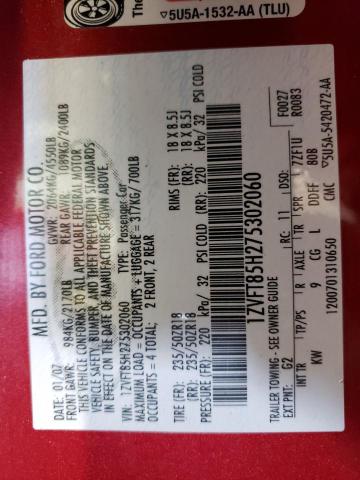 The
▽5U5A-1532-AA (TLU)
MFD. BY FORD MOTOR CO.
DATE: 01/07 GVWR: 2064KG/4550LB
FRONT GAWR: 984KG/2170LB REAR GAWR: 1089KG/2400LB
THIS VEHICLE CONFORMS TO ALL APPLICABLE FEDERAL MOTOR
VEHICLE SAFETY, BUMPER, AND THEFT PREVENTION STANDARDS
IN EFFECT ON THE DATE OF MANUFACTURE SHOWN ABOVE.
VIN: 1ZVFT85H275302060 TYPE: Passenger Car
MAXIMUM LOAD = OCCUPANTS + LUGGAGE = 317KG/700LB
OCCUPANTS = 4 TOTAL: 2 FRONT, 2 REAR
TIRE (FR): 235/50ZR18 RIMS (FR): 18 X 8.5J
TIRE (RR): 235/50ZR18 RIMS (RR): 18 X 8.5J
PRESSURE (FR): 220 kPa/ 32 PSI COLD (RR): 220 kPa/ 32 PSI COLD
1ZVFT85H275302060
F0027
R0083
TRAILER TOWING - SEE OWNER GUIDE
EXT PNT: G2 RC: 11 DSO: 7ZF1U
INT TR TP/PS R AXLE TR SPR BOB
KW 9 CG L DDEF ▽5U5A-5420472-AA
1200701310650 CMC